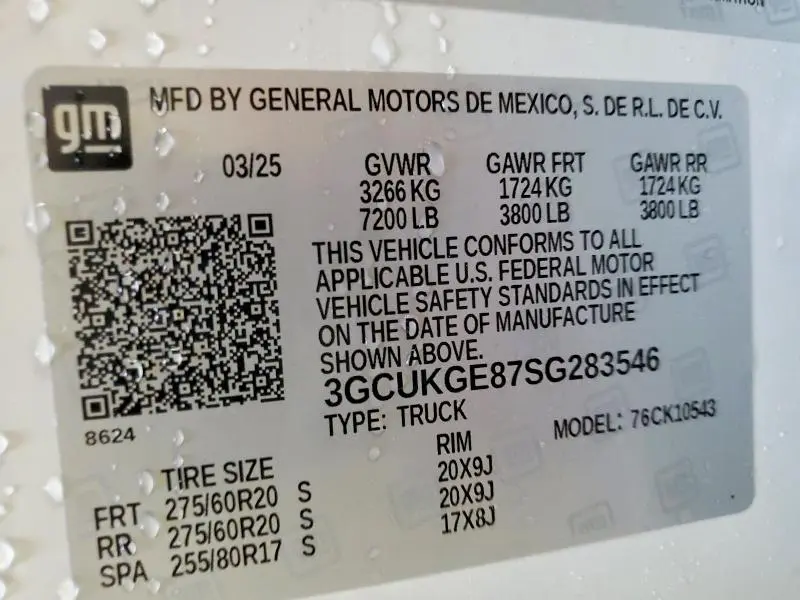 gm
MFD BY GENERAL MOTORS DE MEXICO, S. DE R.L. DE C.V.
03/25 GVWR GAWR FRT GAWR RR
3266 KG 1724 KG 1724 KG
7200 LB 3800 LB 3800 LB
THIS VEHICLE CONFORMS TO ALL
APPLICABLE U.S. FEDERAL MOTOR
VEHICLE SAFETY STANDARDS IN EFFECT
ON THE DATE OF MANUFACTURE
SHOWN ABOVE.
3GCUKGE87SG283546
8624
TYPE: TRUCK MODEL: 76CK10543
TIRE SIZE RIM
FRT 275/60R20 S 20X9J
RR 275/60R20 S 20X9J
SPA 255/80R17 S 17X8J